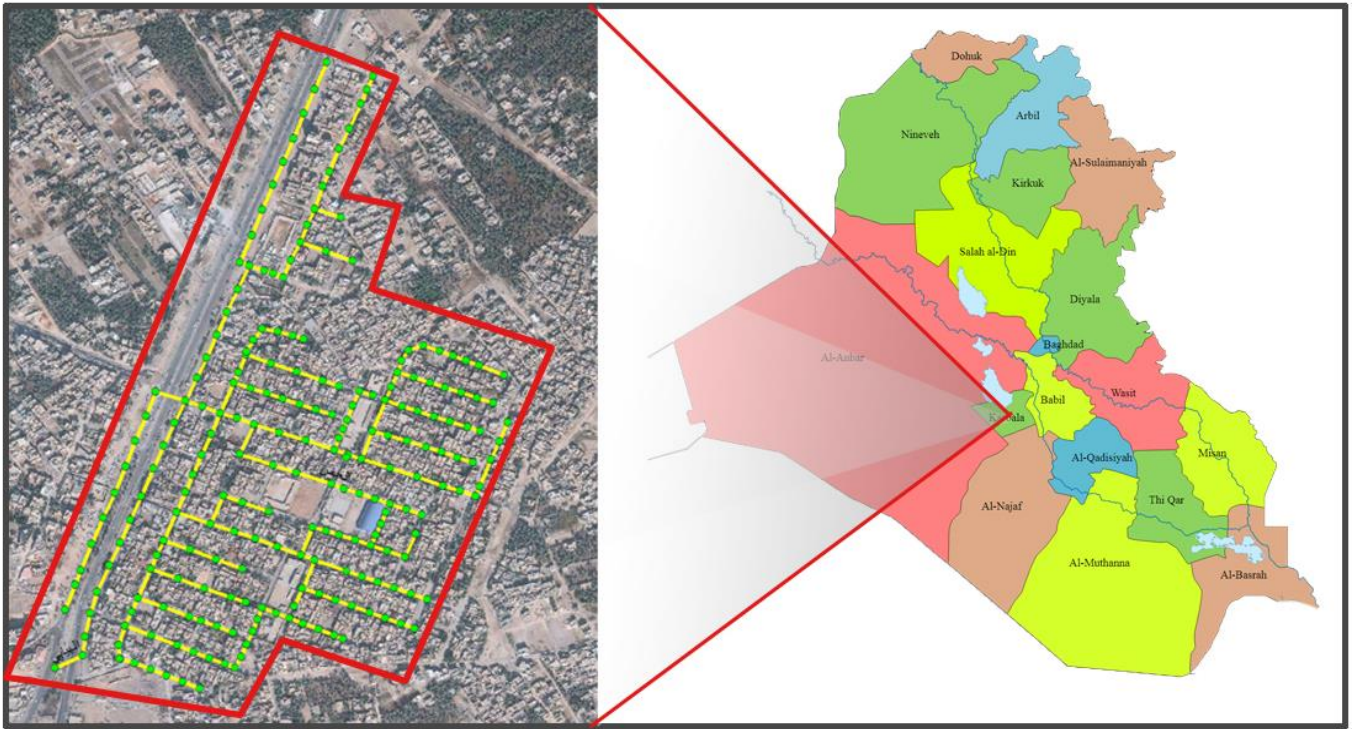 Dohuk
Arbil
Nineveh
Al-Sulaimaniyah
Kirkuk
Salah al-Din
Diyala
Baghdad
Al-Anbar
Wasit
Babil
Al-Qadisiyah
Misan
Thi Qar
Al-Najaf
Al-Muthanna
Al-Basrah